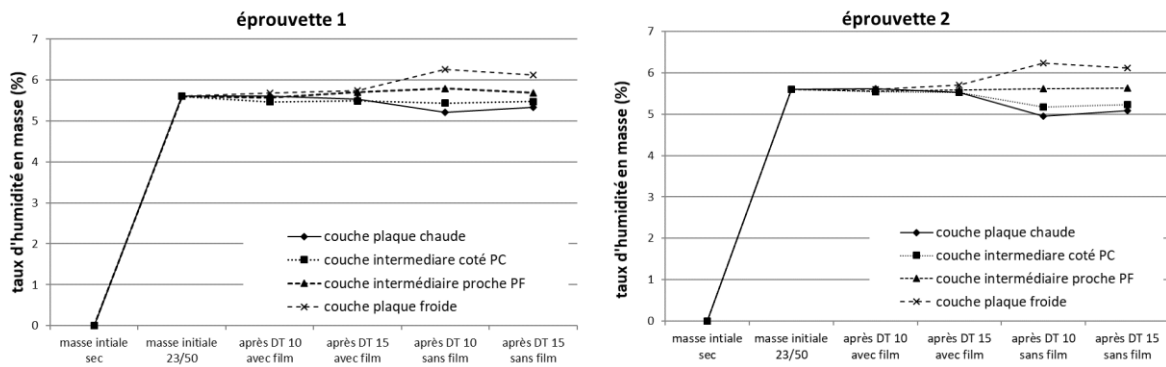 éprouvette 1
taux d'humidité en masse (%)
7
6
5
4
3
2
1
0
couche plaque chaude
couche intermediare coté PC
couche intermédiaire proche PF
couche plaque froide
masse intiale
sec
masse initiale
23/50
après DT 10
avec film
après DT 15
avec film
après DT 10
sans film
après DT 15
sans film
éprouvette 2
taux d'humidité en masse (%)
7
6
5
4
3
2
1
0
couche plaque chaude
couche intermediare coté PC
couche intermédiaire proche PF
couche plaque froide
masse intiale
sec
masse initiale
23/50
après DT 10
avec film
après DT 15
avec film
après DT 10
sans film
après DT 15
sans film